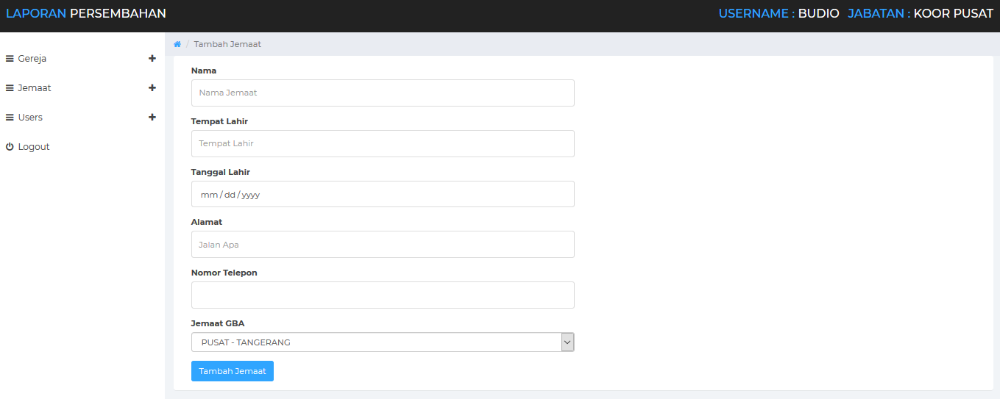 LAPORAN PERSEMBAHAN USERNAME : BUDIO JABATAN : KOOR PUSAT
/ Tambah Jemaat
Gereja
Jemaat
Users
Logout
Nama
Nama Jemaat
Tempat Lahir
Tempat Lahir
Tanggal Lahir
mm / dd / yyyy
Alamat
Jalan Apa
Nomor Telepon
Jemaat GBA
PUSAT - TANGERANG
Tambah Jemaat